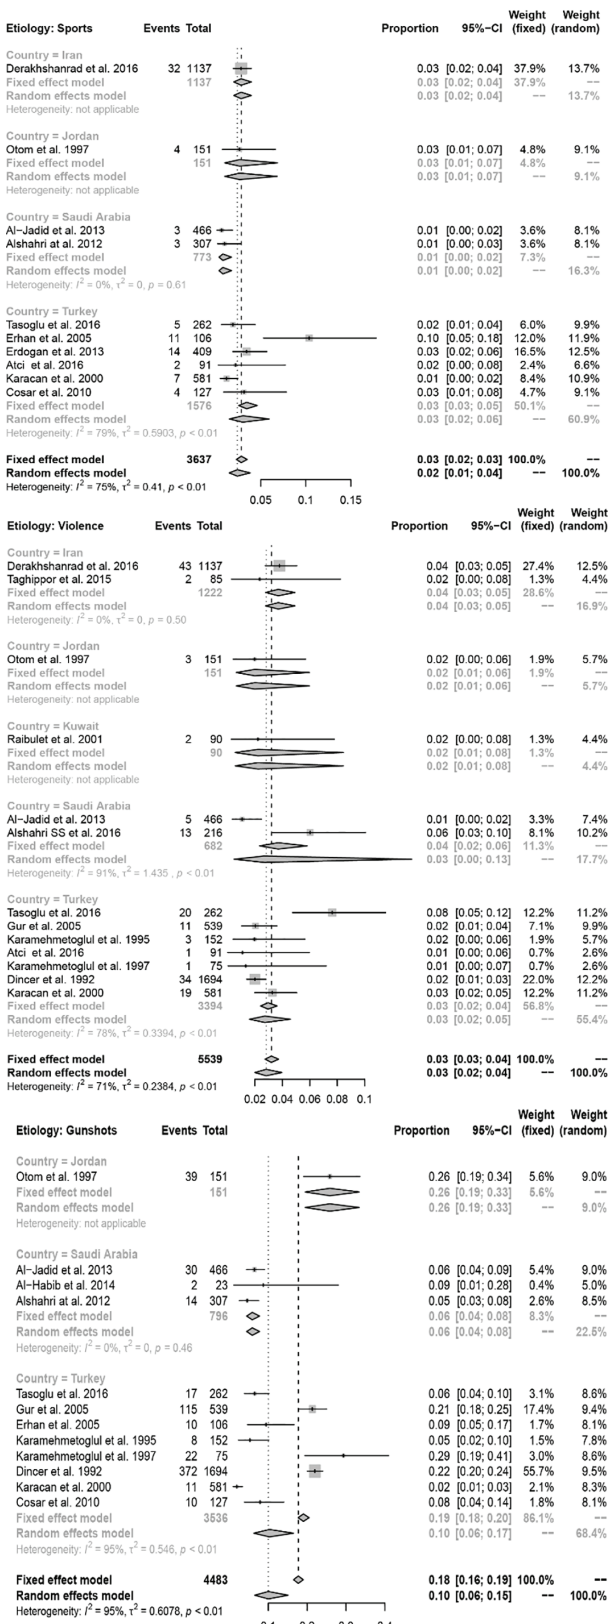 Weight Weight
Etiology: Sports Events Total Proportion 95%−CI (fixed) (random)
Country = Iran
Derakhshanrad et al. 2016 32 1137 0.03 [0.02; 0.04] 37.9% 13.7%
Fixed effect model 1137 0.03 [0.02; 0.04] 37.9% −−
Random effects model 0.03 [0.02; 0.04] −− 13.7%
Heterogeneity: not applicable
Country = Jordan
Otom et al. 1997 4 151 0.03 [0.01; 0.07] 4.8% 9.1%
Fixed effect model 151 0.03 [0.01; 0.07] 4.8% −−
Random effects model 0.03 [0.01; 0.07] −− 9.1%
Heterogeneity: not applicable
Country = Saudi Arabia
Al−Jadid et al. 2013 3 466 0.01 [0.00; 0.02] 3.6% 8.1%
Alshahri at al. 2012 3 307 0.01 [0.00; 0.03] 3.6% 8.1%
Fixed effect model 773 0.01 [0.00; 0.02] 7.3% −−
Random effects model 0.01 [0.00; 0.02] −− 16.3%
Heterogeneity: I² = 0%, τ² = 0, p = 0.61
Country = Turkey
Tasoglu et al. 2016 5 262 0.02 [0.01; 0.04] 6.0% 9.9%
Erhan et al. 2005 11 106 0.10 [0.05; 0.18] 12.0% 11.9%
Erdogan et al. 2013 14 409 0.03 [0.02; 0.06] 16.5% 12.5%
Atci et al. 2016 2 91 0.02 [0.00; 0.08] 2.4% 6.6%
Karacan et al. 2000 7 581 0.01 [0.00; 0.02] 8.4% 10.9%
Cosar et al. 2010 4 127 0.03 [0.01; 0.08] 4.7% 9.1%
Fixed effect model 1576 0.03 [0.03; 0.05] 50.1% −−
Random effects model 0.03 [0.02; 0.06] −− 60.9%
Heterogeneity: I² = 79%, τ² = 0.5903, p < 0.01
Fixed effect model 3637 0.03 [0.02; 0.03] 100.0% −−
Random effects model 0.02 [0.01; 0.04] −− 100.0%
Heterogeneity: I² = 75%, τ² = 0.41, p < 0.01
0.05 0.1 0.15
Weight Weight
Etiology: Violence Events Total Proportion 95%−CI (fixed) (random)
Country = Iran
Derakhshanrad et al. 2016 43 1137 0.04 [0.03; 0.05] 27.4% 12.5%
Taghippor et al. 2015 2 85 0.02 [0.00; 0.08] 1.3% 4.4%
Fixed effect model 1222 0.04 [0.03; 0.05] 28.6% −−
Random effects model 0.04 [0.03; 0.05] −− 16.9%
Heterogeneity: I² = 0%, τ² = 0, p = 0.50
Country = Jordan
Otom et al. 1997 3 151 0.02 [0.00; 0.06] 1.9% 5.7%
Fixed effect model 151 0.02 [0.01; 0.06] 1.9% −−
Random effects model 0.02 [0.01; 0.06] −− 5.7%
Heterogeneity: not applicable
Country = Kuwait
Raibulet et al. 2001 2 90 0.02 [0.00; 0.08] 1.3% 4.4%
Fixed effect model 90 0.02 [0.01; 0.08] 1.3% −−
Random effects model 0.02 [0.01; 0.08] −− 4.4%
Heterogeneity: not applicable
Country = Saudi Arabia
Al−Jadid et al. 2013 5 466 0.01 [0.00; 0.02] 3.3% 7.4%
Alshahri SS et al. 2016 13 216 0.06 [0.03; 0.10] 8.1% 10.2%
Fixed effect model 682 0.04 [0.02; 0.06] 11.3% −−
Random effects model 0.03 [0.00; 0.13] −− 17.7%
Heterogeneity: I² = 91%, τ² = 1.435 , p < 0.01
Country = Turkey
Tasoglu et al. 2016 20 262 0.08 [0.05; 0.12] 12.2% 11.2%
Gur et al. 2005 11 539 0.02 [0.01; 0.04] 7.1% 9.9%
Karamehmetoglul et al. 1995 3 152 0.02 [0.00; 0.06] 1.9% 5.7%
Atci et al. 2016 1 91 0.01 [0.00; 0.06] 0.7% 2.6%
Karamehmetoglul et al. 1997 1 75 0.01 [0.00; 0.07] 0.7% 2.6%
Dincer et al. 1992 34 1694 0.02 [0.01; 0.03] 22.0% 12.2%
Karacan et al. 2000 19 581 0.03 [0.02; 0.05] 12.2% 11.2%
Fixed effect model 3394 0.03 [0.02; 0.04] 56.8% −−
Random effects model 0.03 [0.02; 0.05] −− 55.4%
Heterogeneity: I² = 78%, τ² = 0.3394, p < 0.01
Fixed effect model 5539 0.03 [0.03; 0.04] 100.0% −−
Random effects model 0.03 [0.02; 0.04] −− 100.0%
Heterogeneity: I² = 71%, τ² = 0.2384, p < 0.01
0.02 0.04 0.06 0.08 0.1
Weight Weight
Etiology: Gunshots Events Total Proportion 95%−CI (fixed) (random)
Country = Jordan
Otom et al. 1997 39 151 0.26 [0.19; 0.34] 5.6% 9.0%
Fixed effect model 151 0.26 [0.19; 0.33] 5.6% −−
Random effects model 0.26 [0.19; 0.33] −− 9.0%
Heterogeneity: not applicable
Country = Saudi Arabia
Al−Jadid et al. 2013 30 466 0.06 [0.04; 0.09] 5.4% 9.0%
Al−Habib et al. 2014 2 23 0.09 [0.01; 0.28] 0.4% 5.0%
Alshahri at al. 2012 14 307 0.05 [0.03; 0.08] 2.6% 8.5%
Fixed effect model 796 0.06 [0.04; 0.08] 8.3% −−
Random effects model 0.06 [0.04; 0.08] −− 22.5%
Heterogeneity: I² = 0%, τ² = 0, p = 0.46
Country = Turkey
Tasoglu et al. 2016 17 262 0.06 [0.04; 0.10] 3.1% 8.6%
Gur et al. 2005 115 539 0.21 [0.18; 0.25] 17.4% 9.4%
Erhan et al. 2005 10 106 0.09 [0.05; 0.17] 1.7% 8.1%
Karamehmetoglul et al. 1995 8 152 0.05 [0.02; 0.10] 1.5% 7.8%
Karamehmetoglul et al. 1997 22 75 0.29 [0.19; 0.41] 3.0% 8.6%
Dincer et al. 1992 372 1694 0.22 [0.20; 0.24] 55.7% 9.5%
Karacan et al. 2000 11 581 0.02 [0.01; 0.03] 2.1% 8.3%
Cosar et al. 2010 10 127 0.08 [0.04; 0.14] 1.8% 8.1%
Fixed effect model 3536 0.19 [0.18; 0.20] 86.1% −−
Random effects model 0.10 [0.06; 0.17] −− 68.4%
Heterogeneity: I² = 95%, τ² = 0.546, p < 0.01
Fixed effect model 4483 0.18 [0.16; 0.19] 100.0% −−
Random effects model 0.10 [0.06; 0.15] −− 100.0%
Heterogeneity: I² = 95%, τ² = 0.6078, p < 0.01